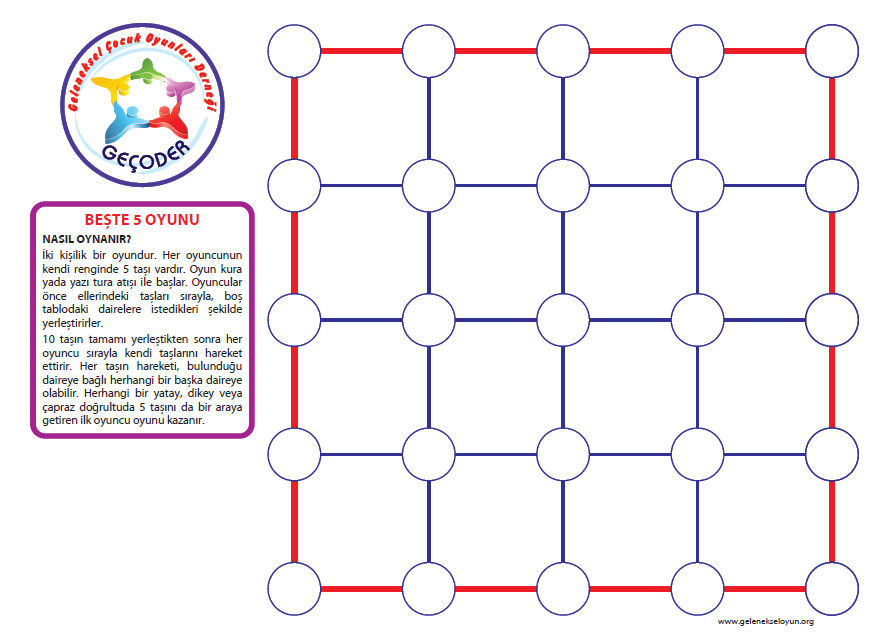 Geleneksel Çocuk Oyunları Derneği
GEÇODER
BEŞTE 5 OYUNU
NASIL OYNANIR?
İki kişilik bir oyundur. Her oyuncunun
kendi renginde 5 taşı vardır. Oyun kura
yada yazı tura atışı ile başlar. Oyuncular
önce ellerindeki taşları sırayla, boş
tablodaki dairelere istedikleri şekilde
yerleştirirler.
10 taşın tamamı yerleştikten sonra her
oyuncu sırayla kendi taşlarını hareket
ettirir. Her taşın hareketi, bulunduğu
daireye bağlı herhangi bir başka daireye
olabilir. Herhangi bir yatay, dikey veya
çapraz doğrultuda 5 taşını da bir araya
getiren ilk oyuncu oyunu kazanır.
www.gelenekseloyun.org